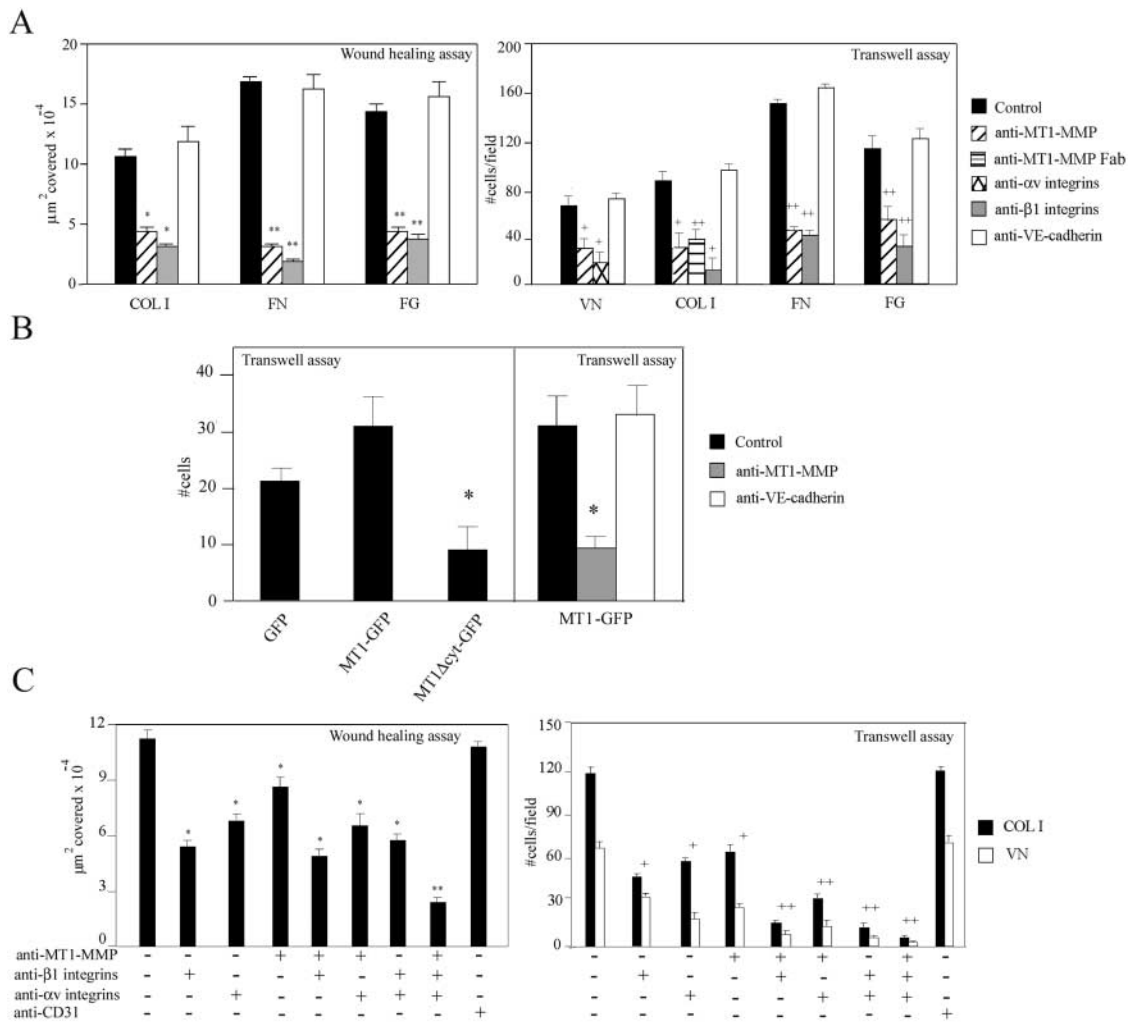 A
Wound healing assay
μm² covered x 10⁻⁴
20
15
10
5
0
* * ** ** ** **
COL I FN FG
Transwell assay
#cells/field
200
160
120
80
40
0
+ + + ++ + ++ ++ ++ ++
VN COL I FN FG
Control
anti-MT1-MMP
anti-MT1-MMP Fab
anti-αv integrins
anti-β1 integrins
anti-VE-cadherin
B
Transwell assay
#cells
40
30
20
10
0
*
GFP MT1-GFP MT1Δcyt-GFP
Transwell assay
*
MT1-GFP
Control
anti-MT1-MMP
anti-VE-cadherin
C
Wound healing assay
μm² covered x 10⁻⁴
12
9
6
3
0
* * * * * * **
anti-MT1-MMP - - - + + + - + -
anti-β1 integrins - + - - + - + + -
anti-αv integrins - - + - - + + + -
anti-CD31 - - - - - - - - +
Transwell assay
#cells/field
150
120
90
60
30
0
+ + + ++ ++ ++ ++
COL I
VN
- - - + + + - + -
- + - - + - + + -
- - + - - + + + -
- - - - - - - - +